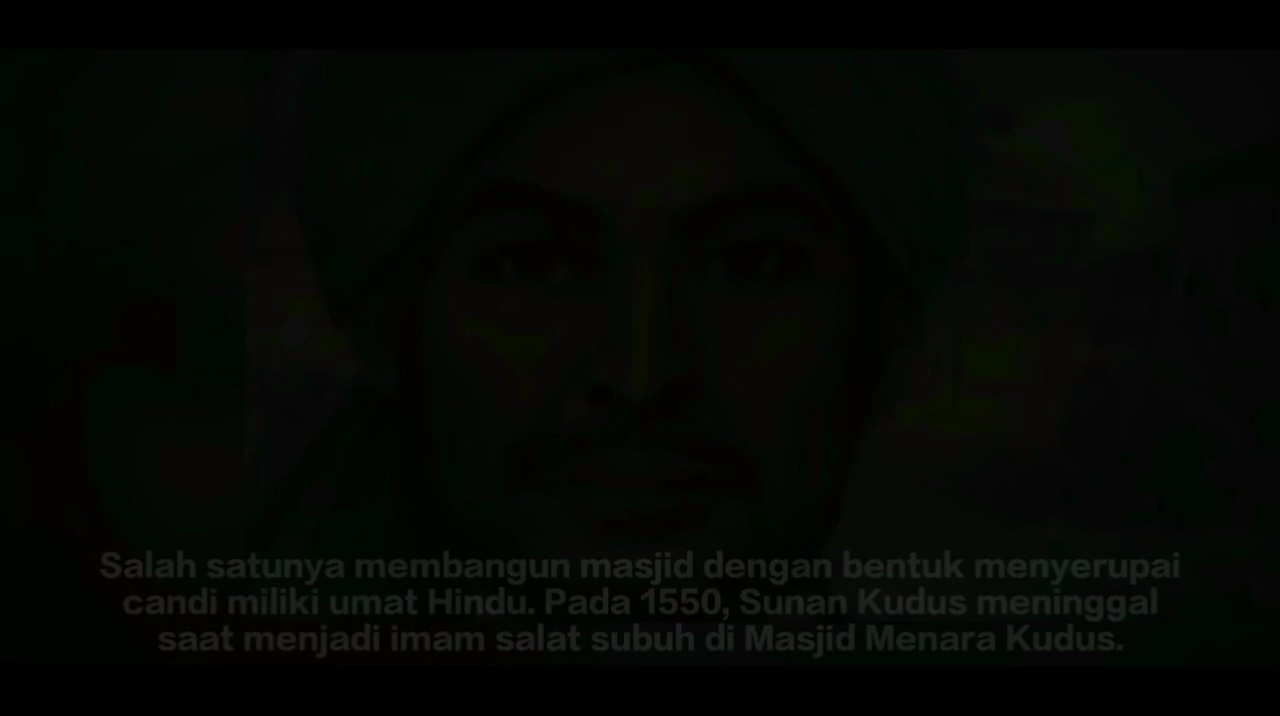 Salah satunya membangun masjid dengan bentuk menyerupai
candi miliki umat Hindu. Pada 1550, Sunan Kudus meninggal
saat menjadi imam salat subuh di Masjid Menara Kudus.